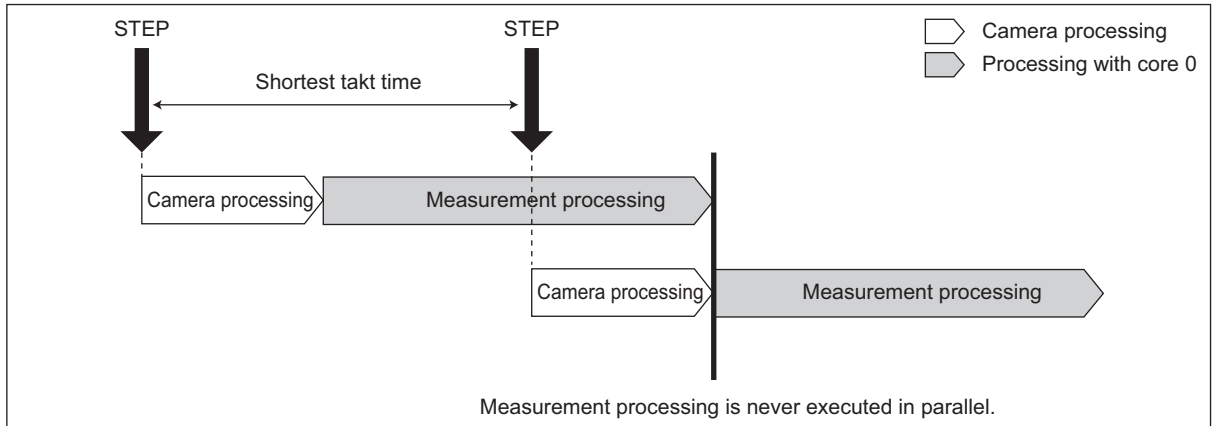 STEP
STEP
Camera processing
Processing with core 0
Shortest takt time
Camera processing
Measurement processing
Camera processing
Measurement processing
Measurement processing is never executed in parallel.